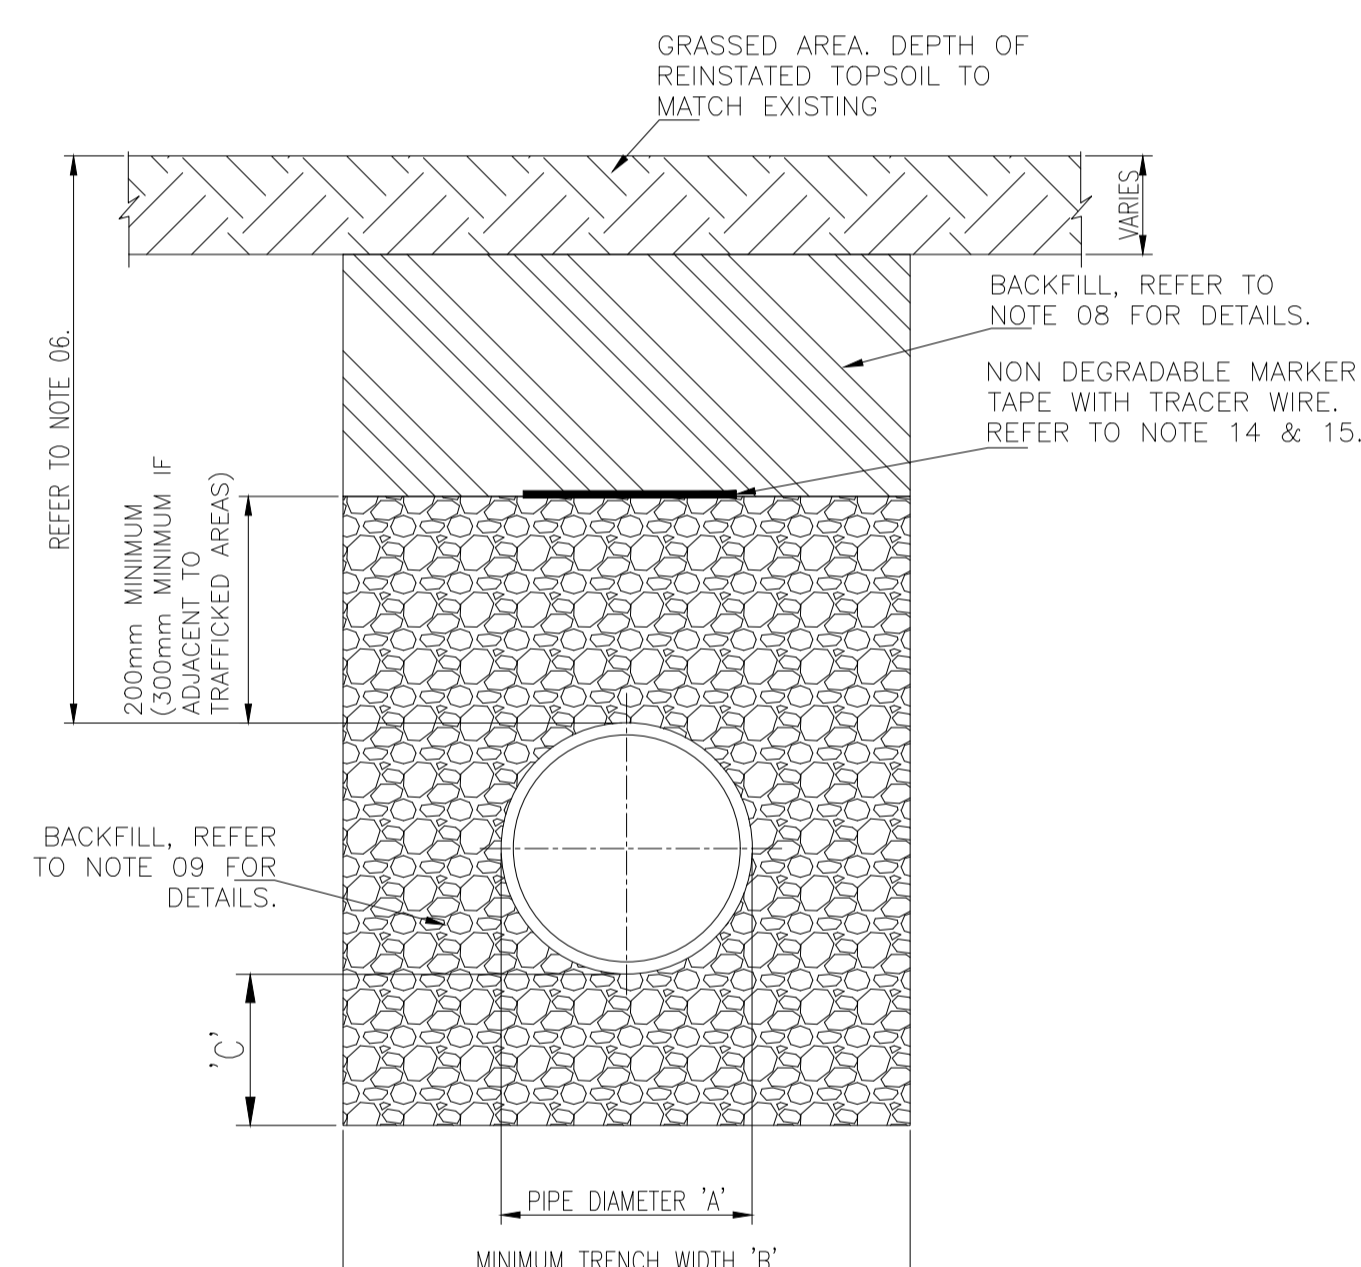 GRASSED AREA. DEPTH OF
REINSTATED TOPSOIL TO
MATCH EXISTING
VARIES
BACKFILL, REFER TO
NOTE 08 FOR DETAILS.
NON DEGRADABLE MARKER
TAPE WITH TRACER WIRE.
REFER TO NOTE 14 & 15.
REFER TO NOTE 06.
200mm MINIMUM
(300mm MINIMUM IF
ADJACENT TO
TRAFFICKED AREAS)
BACKFILL, REFER
TO NOTE 09 FOR
DETAILS.
'C'
PIPE DIAMETER 'A'
MINIMUM TRENCH WIDTH 'B'